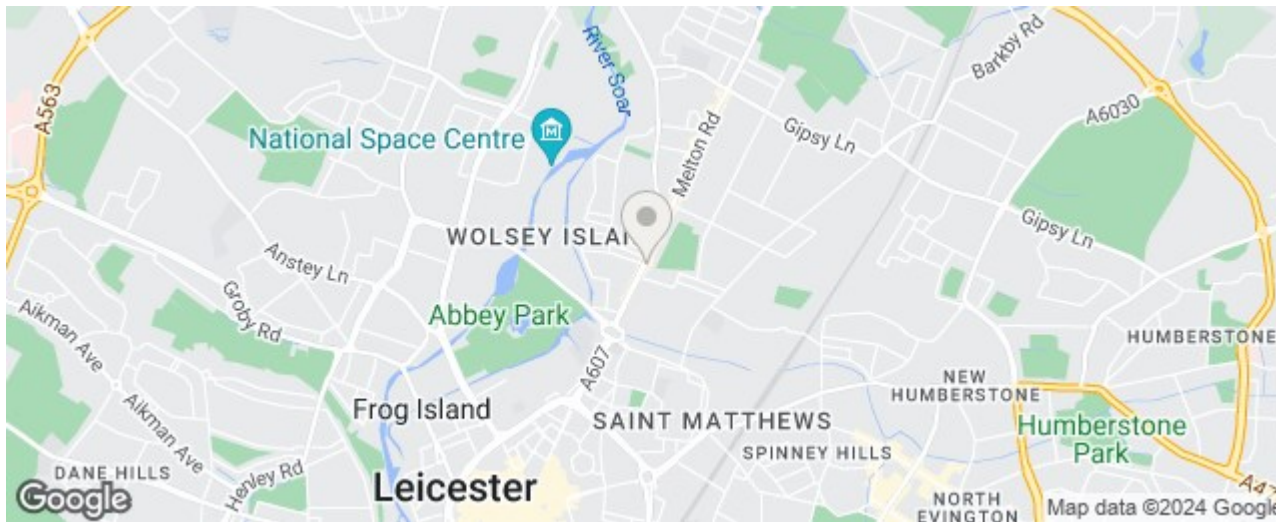 River Soar
Barkby Rd
A563
A6030
National Space Centre
Melton Rd
Gipsy Ln
WOLSEY ISLAN
Gipsy Ln
Anstey Ln
Groby Rd
Abbey Park
Aikman Ave
HUMBERSTONE
A607
NEW
HUMBERSTONE
Frog Island
SAINT MATTHEWS
Aikman Ave
Humberstone
Park
SPINNEY HILLS
DANE HILLS
Henley Rd
Leicester
A47
NORTH
EVINGTON
Google
Map data ©2024 Google